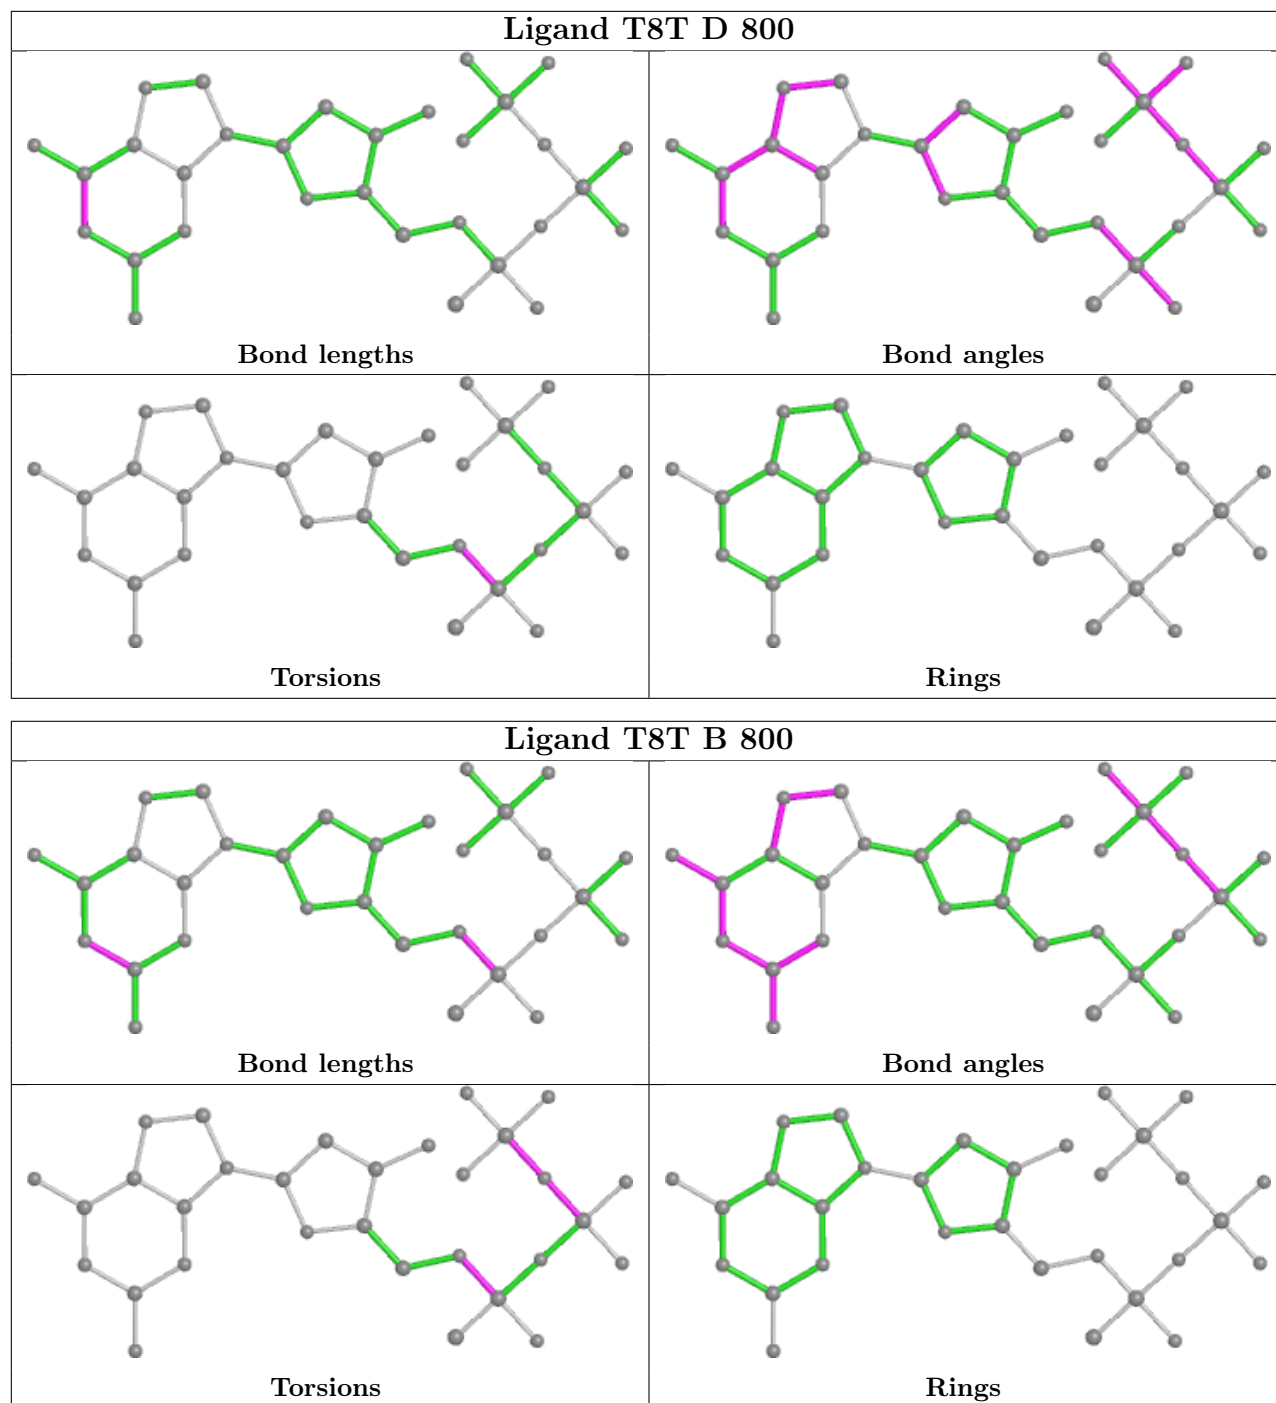 Ligand T8T D 800
Bond lengths
Bond angles
Torsions
Rings
Ligand T8T B 800
Bond lengths
Bond angles
Torsions
Rings